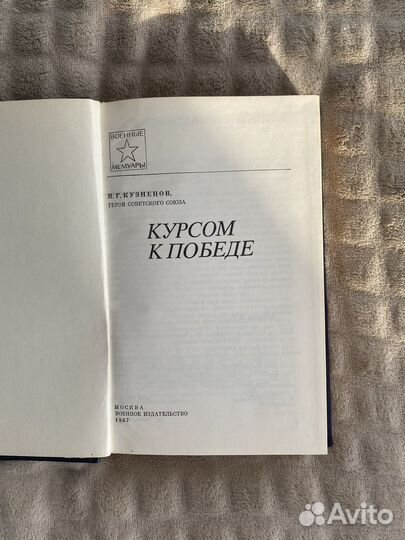 ВОЕННЫЕ
МЕМУАРЫ
Н. Г. КУЗНЕЦОВ,
ГЕРОЙ СОВЕТСКОГО СОЮЗА
КУРСОМ
К ПОБЕДЕ
МОСКВА
ВОЕННОЕ ИЗДАТЕЛЬСТВО
1987
Avito